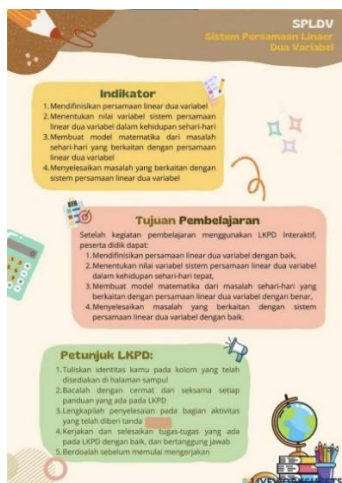 SPLDV
Sistem Persamaan Linaer
Dua Variabel
Indikator
1. Mendifinisikan persamaan linear dua variabel
2. Menentukan nilai variabel sistem persamaan
linear dua variabel dalam kehidupan sehari-hari
3. Membuat model matematika dari masalah
sehari-hari yang berkaitan dengan persamaan
linear dua variabel
4. Menyelesaikan masalah yang berkaitan dengan
sistem persamaan linear dua variabel
Tujuan Pembelajaran
Setelah kegiatan pembelajaran menggunakan LKPD Interaktif,
peserta didik dapat:
1. Mendifinisikan persamaan linear dua variabel dengan baik,
2. Menentukan nilai variabel sistem persamaan linear dua variabel
dalam kehidupan sehari-hari tepat,
3. Membuat model matematika dari masalah sehari-hari yang
berkaitan dengan persamaan linear dua variabel dengan benar,
4. Menyelesaikan masalah yang berkaitan dengan sistem
persamaan linear dua variabel dengan baik.
Petunjuk LKPD:
1. Tuliskan identitas kamu pada kolom yang telah
disediakan di halaman sampul
2. Bacalah dengan cermat dan seksama setiap
panduan yang ada pada LKPD
3. Lengkapilah penyelesaian pada bagian aktivitas
yang telah diberi tanda
4. Kerjakan dan selesaikan tugas-tugas yang ada
pada LKPD dengan baik, dan bertanggung jawab
5. Berdoalah sebelum memulai mengerjakan